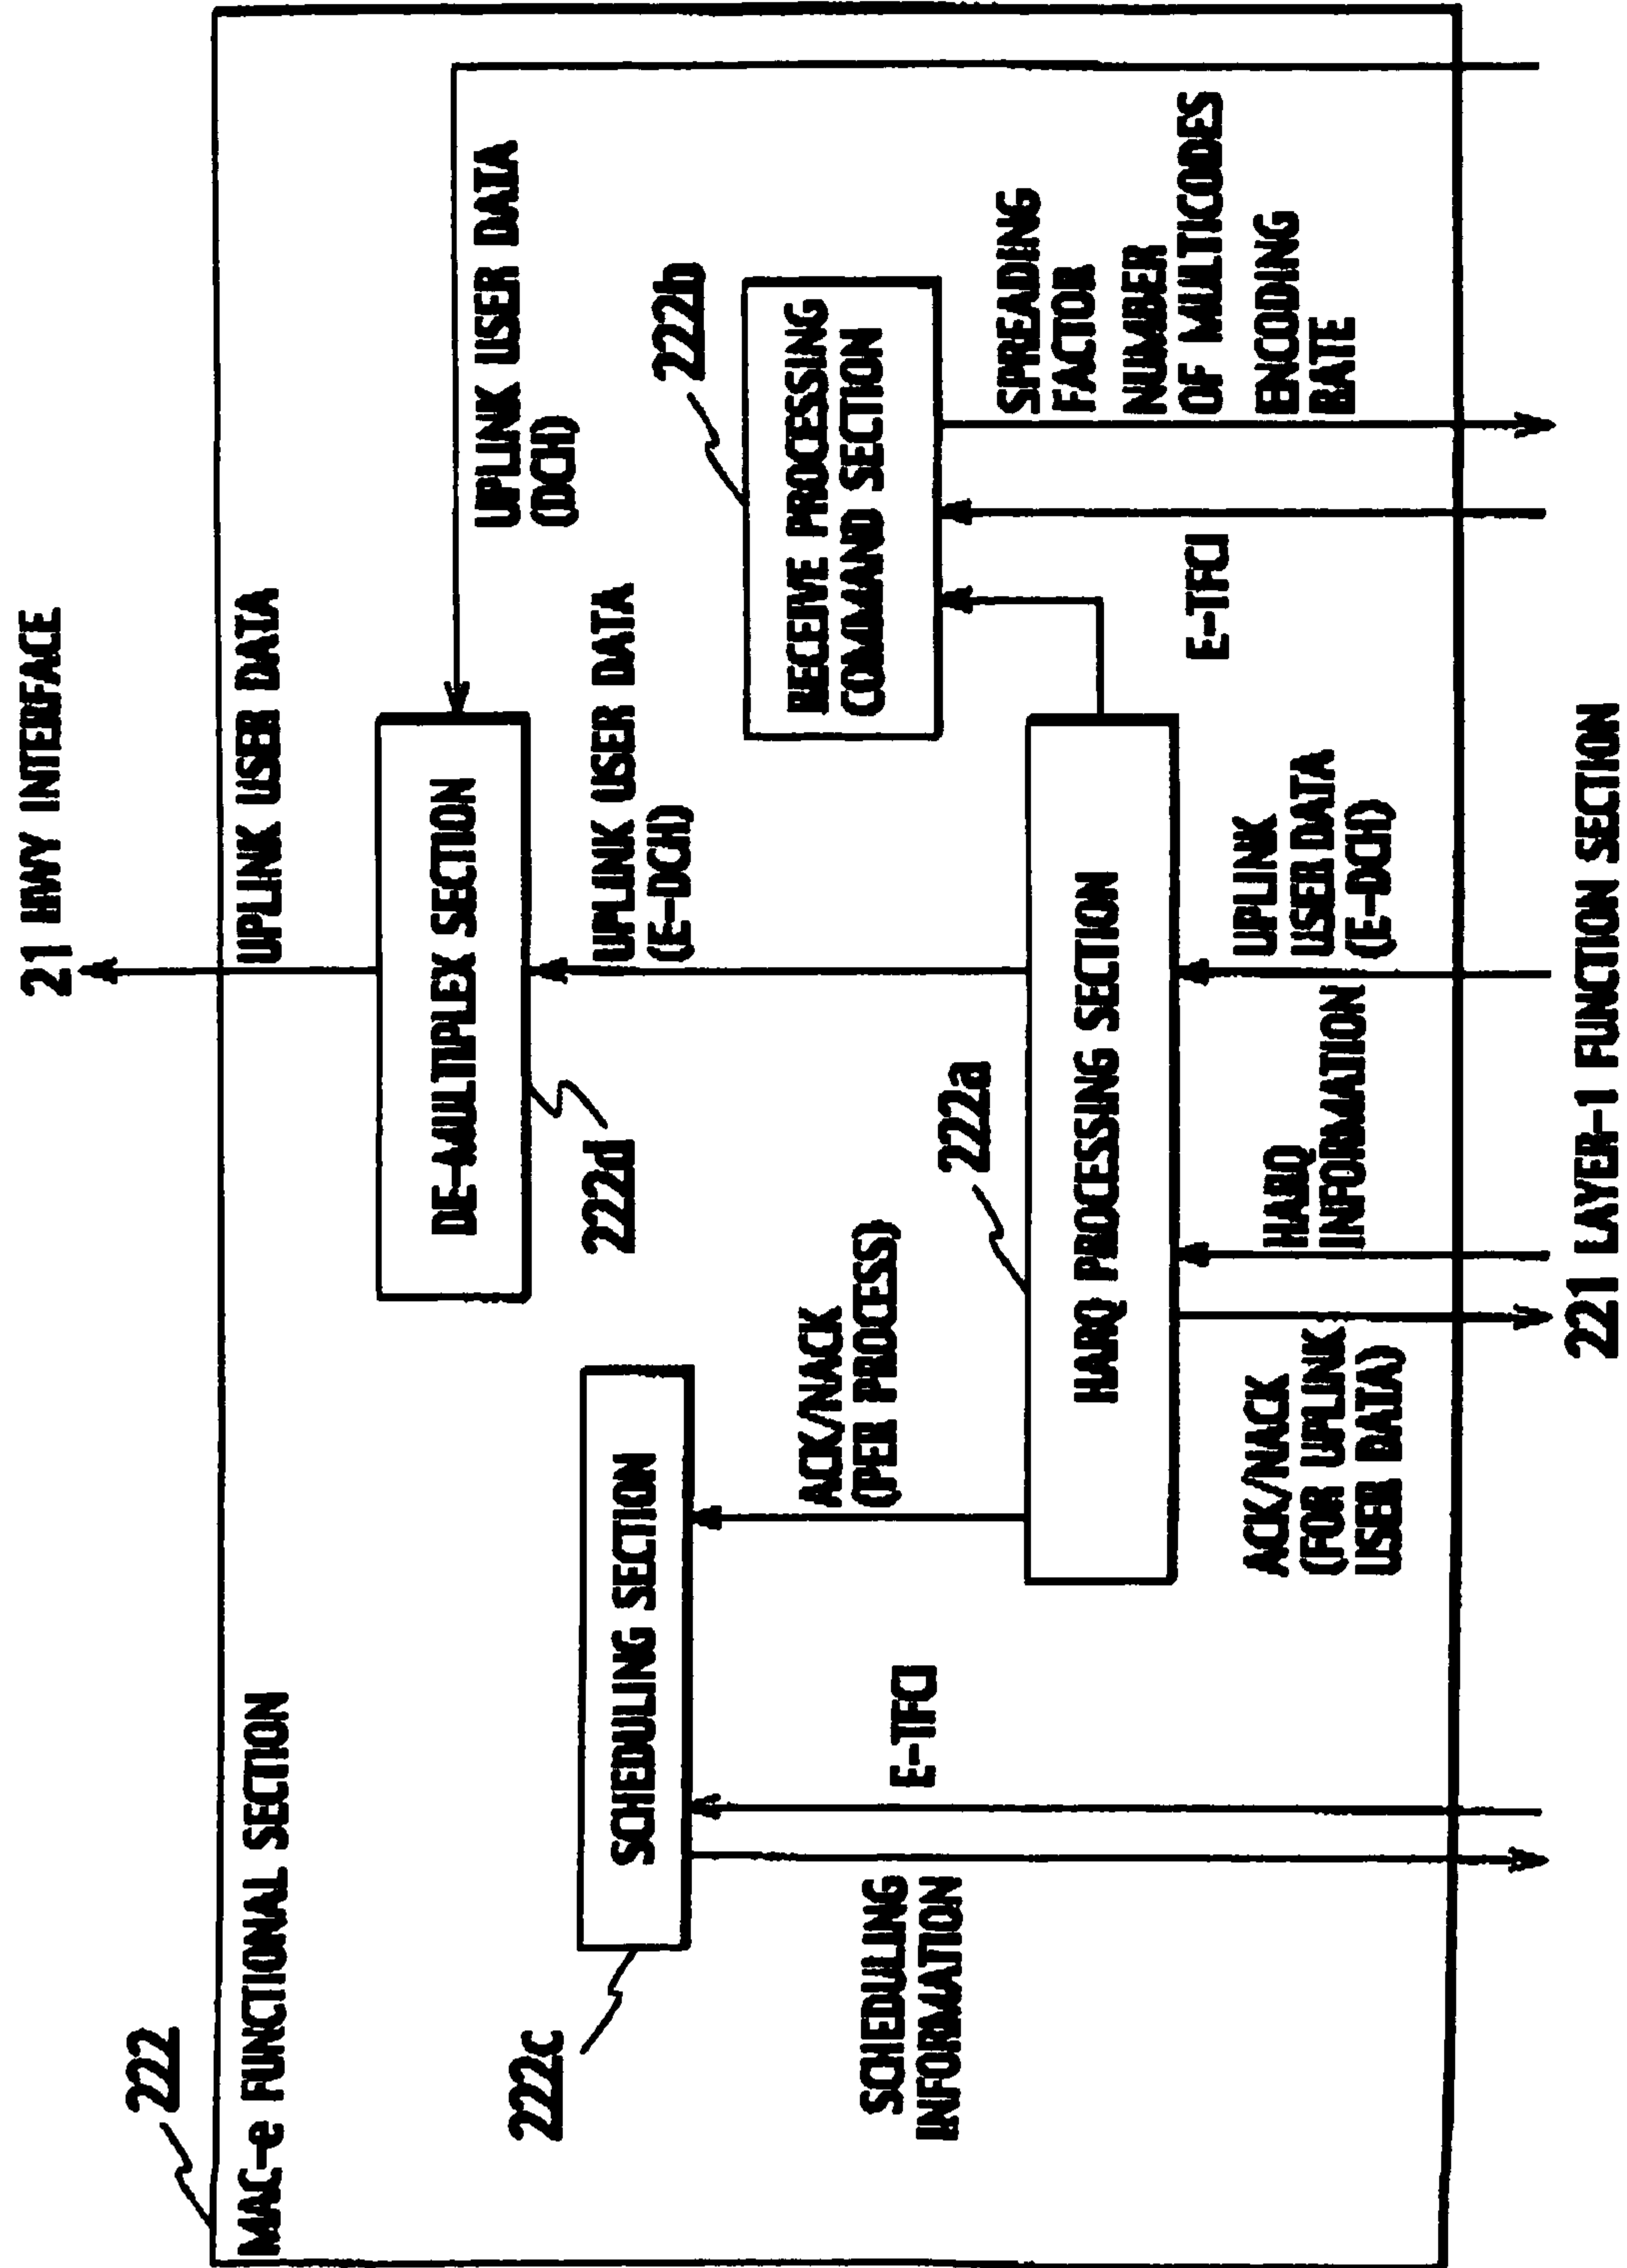 21 HWY INTERFACE
222
MAC-e FUNCTIONAL SECTION
UPLINK USER DATA
DE-MULTIPLEX SECTION
222d
UPLINK USER DATA
(DCH)
UPLINK USER DATA
(E-DCH)
222c
SCHEDULING SECTION
222b
RECEIVE PROCESSING
COMMAND SECTION
ACK/NACK
(PER PROCESS)
222a
HARQ PROCESSING SECTION
SCHEDULING
INFORMATION
E-TFCI
ACK/NACK
(FOR UPLINK
USER DATA)
HARQ
INFORMATION
UPLINK
USER DATA
(E-DCH)
E-TFCI
SPREADING
FACTOR
NUMBER
OF MULTICODES
ENCODING
RATE
221 LAYER-1 FUNCTION SECTION